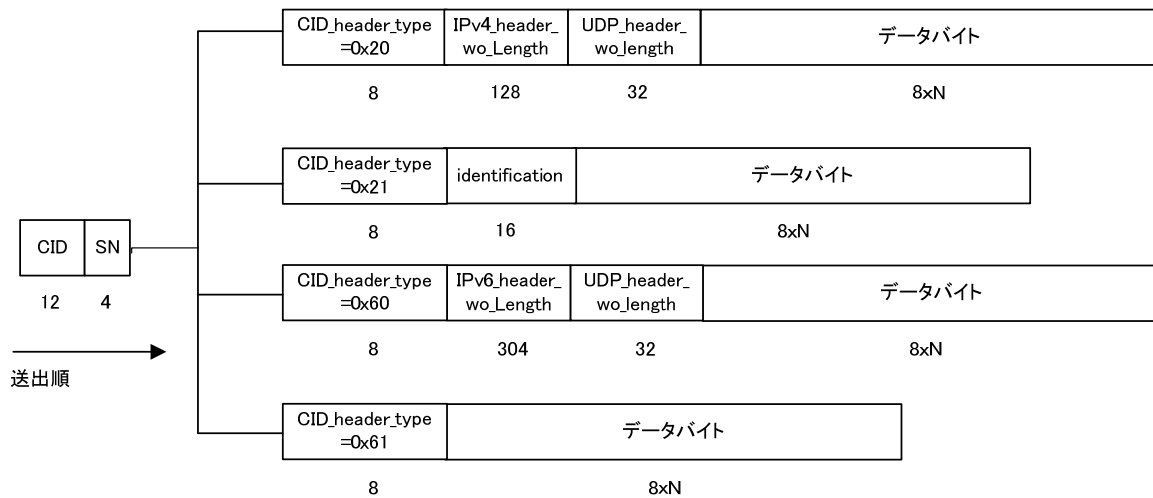 CID_header_type
=0x20
IPv4_header_
wo_Length
UDP_header_
wo_length
データバイト
8
128
32
8xN
CID_header_type
=0x21
identification
データバイト
8
16
8xN
CID
SN
12
4
送出順
CID_header_type
=0x60
IPv6_header_
wo_Length
UDP_header_
wo_length
データバイト
8
304
32
8xN
CID_header_type
=0x61
データバイト
8
8xN